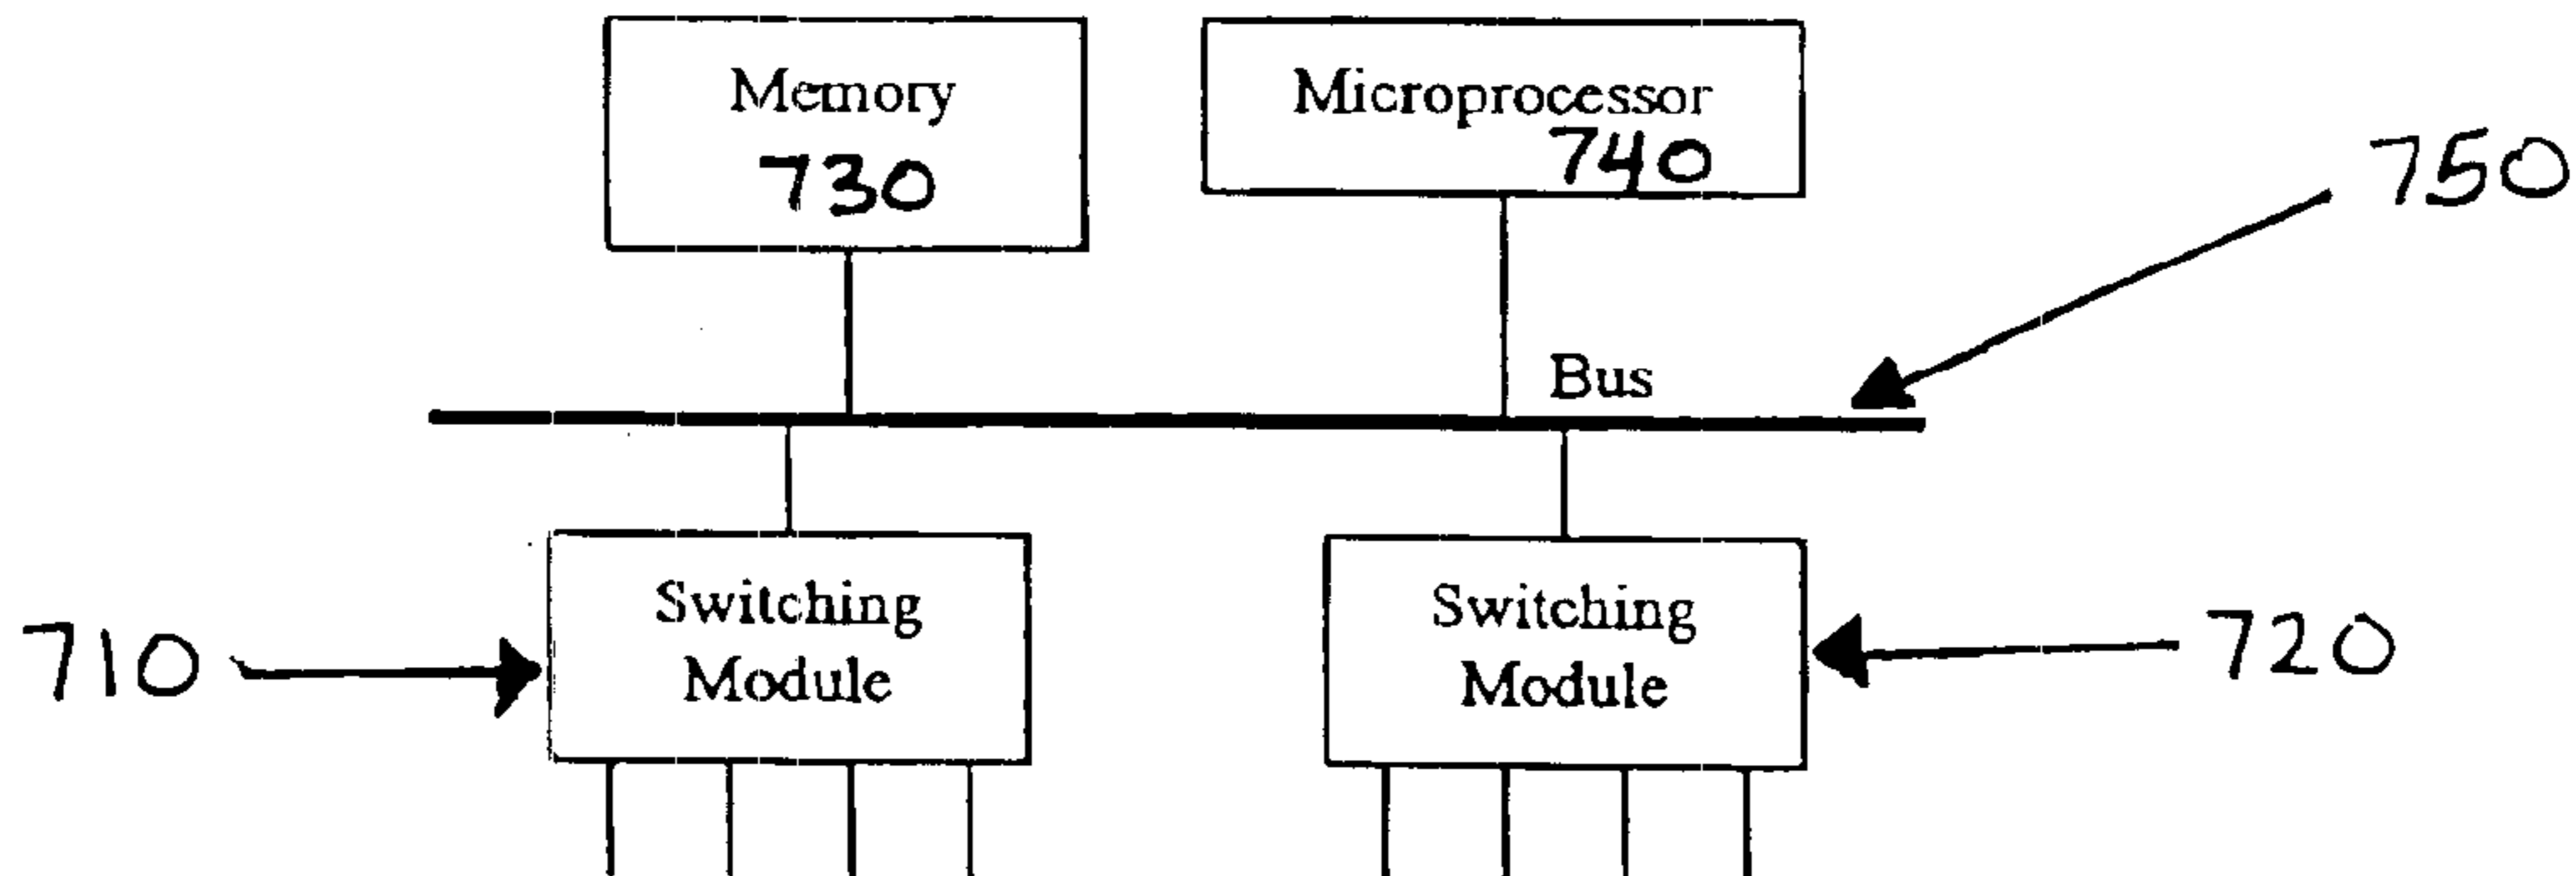 Memory
730
Microprocessor
740
750
Bus
710
Switching
Module
Switching
Module
720